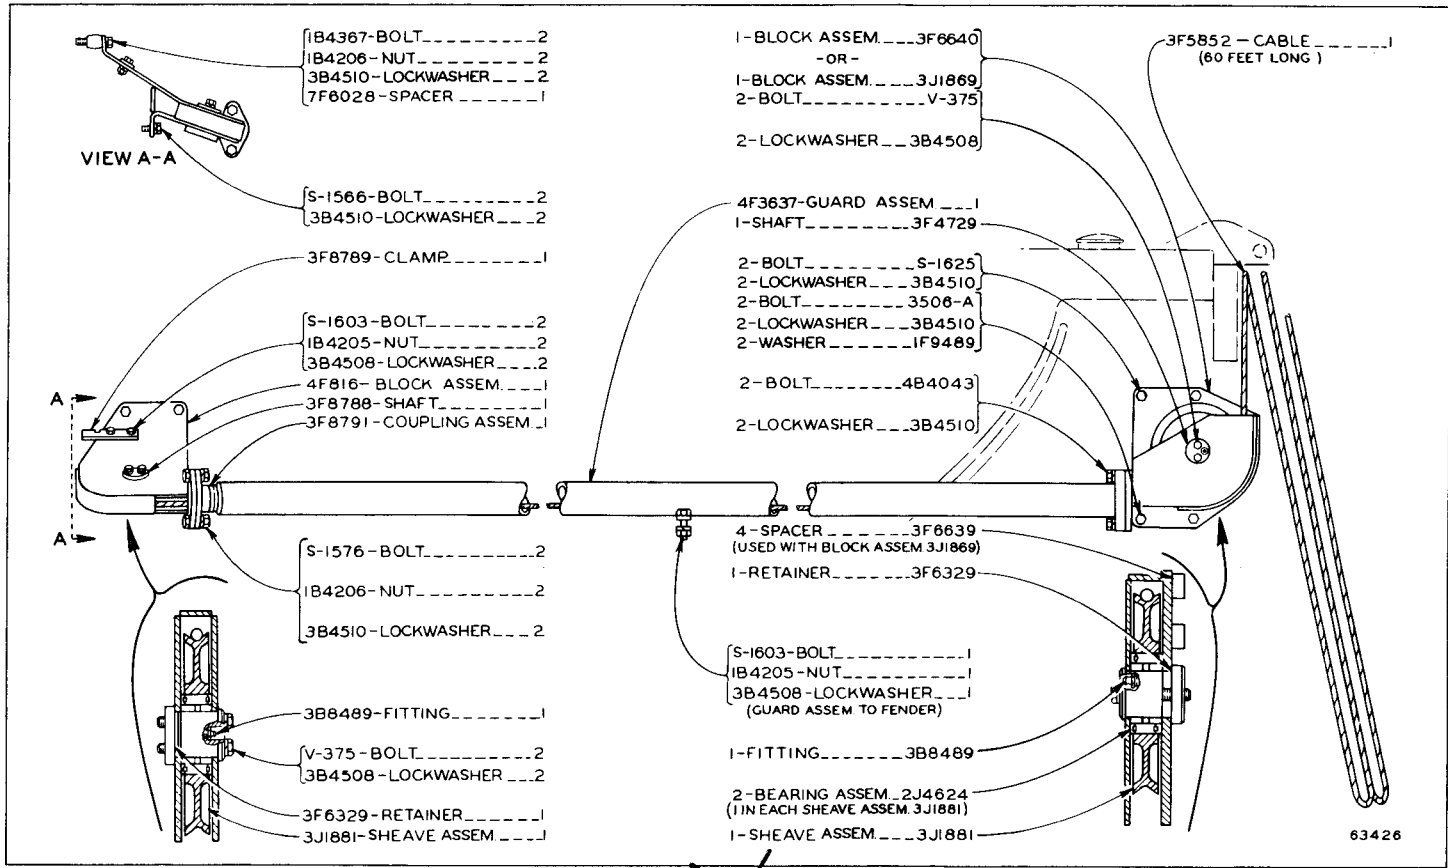 1B4367-BOLT 2
1B4206-NUT 2
3B4510-LOCKWASHER 2
7F6028-SPACER 1
VIEW A-A
S-1566-BOLT 2
3B4510-LOCKWASHER 2
3F8789-CLAMP 1
S-1603-BOLT 2
1B4205-NUT 2
3B4508-LOCKWASHER 2
4F816-BLOCK ASSEM. 1
3F8788-SHAFT 1
3F8791-COUPLING ASSEM. 1
A
A
S-1576-BOLT 2
1B4206-NUT 2
3B4510-LOCKWASHER 2
3B8489-FITTING 1
V-375-BOLT 2
3B4508-LOCKWASHER 2
3F6329-RETAINER 1
3J1881-SHEAVE ASSEM. 1
1-BLOCK ASSEM. 3F6640
-OR-
1-BLOCK ASSEM. 3J1869
2-BOLT V-375
2-LOCKWASHER 3B4508
4F3637-GUARD ASSEM 1
1-SHAFT 3F4729
2-BOLT S-1625
2-LOCKWASHER 3B4510
2-BOLT 3506-A
2-LOCKWASHER 3B4510
2-WASHER 1F9489
2-BOLT 4B4043
2-LOCKWASHER 3B4510
4-SPACER 3F6639
(USED WITH BLOCK ASSEM. 3J1869)
1-RETAINER 3F6329
S-1603-BOLT 1
1B4205-NUT 1
3B4508-LOCKWASHER 1
(GUARD ASSEM. TO FENDER)
1-FITTING 3B8489
2-BEARING ASSEM. 2J4624
(1 IN EACH SHEAVE ASSEM. 3J1881)
1-SHEAVE ASSEM. 3J1881
3F5852-CABLE 1
(60 FEET LONG)
63426